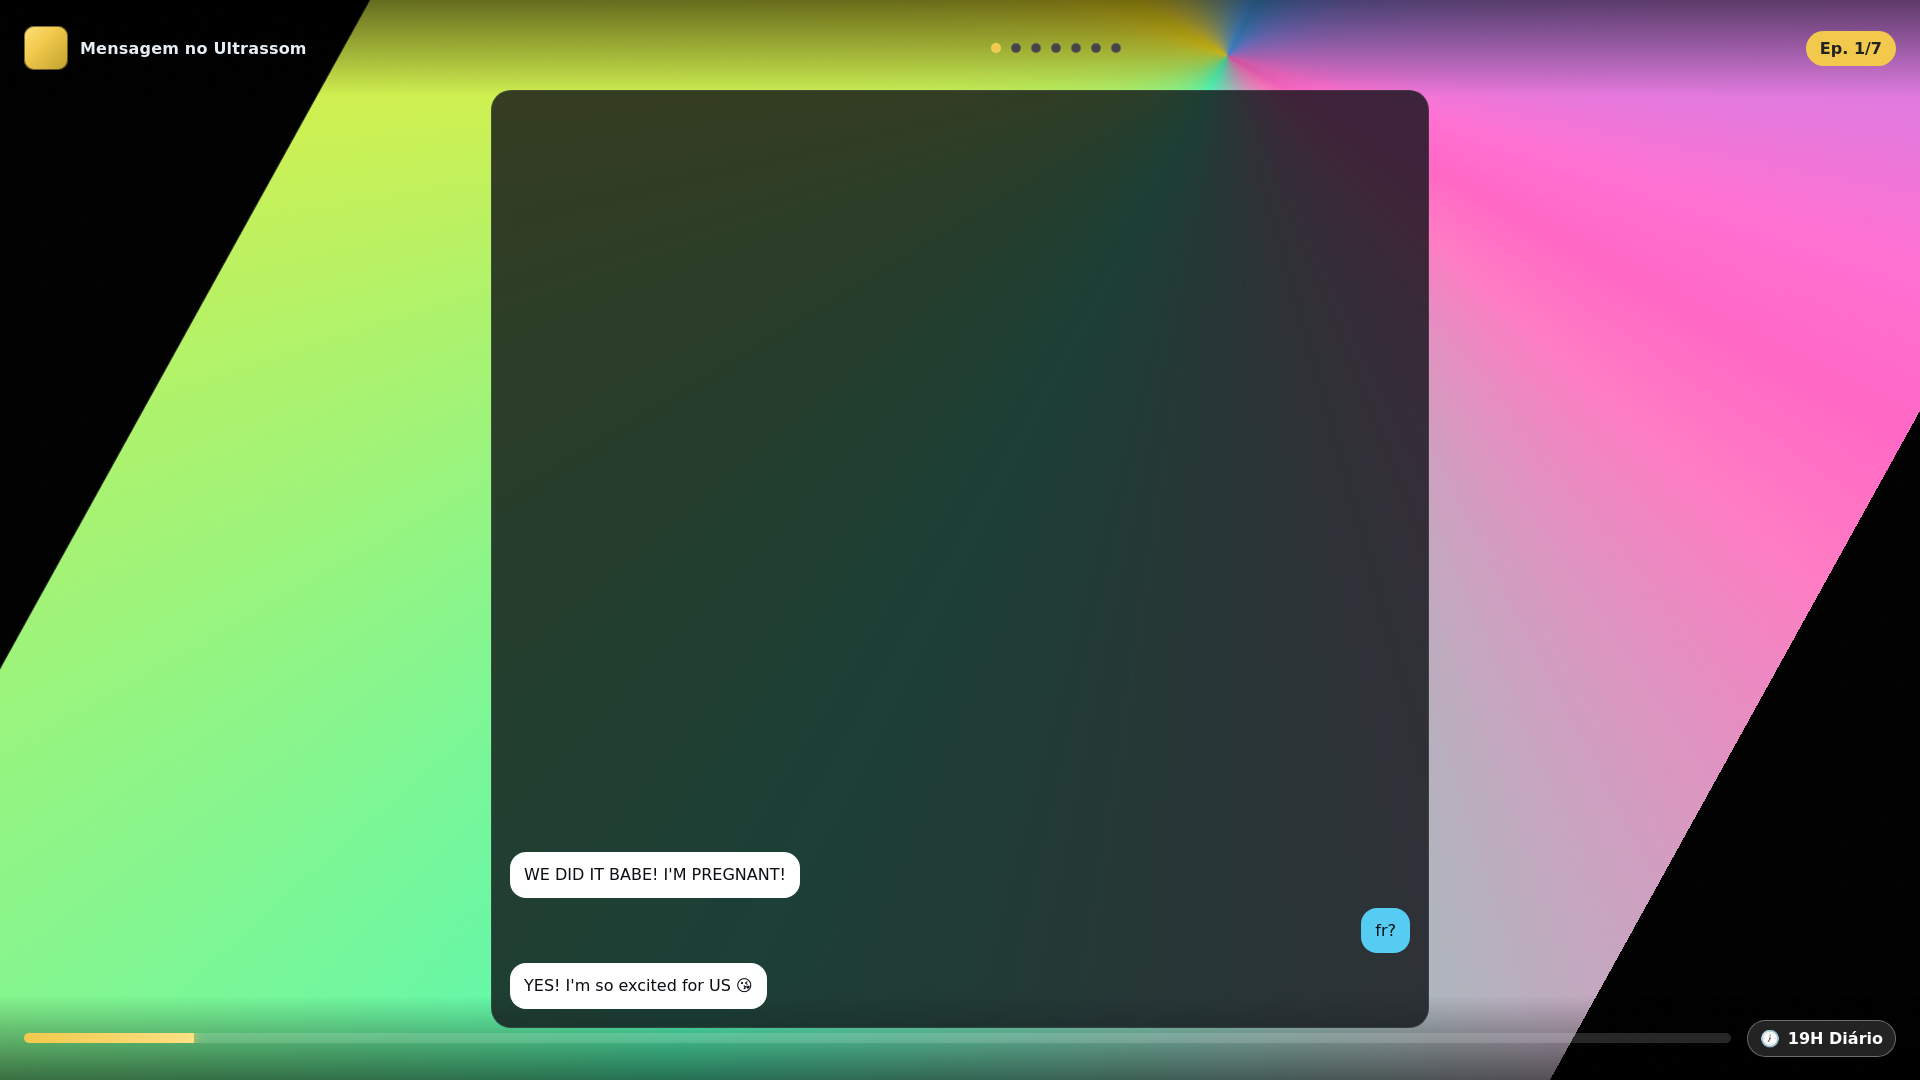 Mensagem no Ultrassom
Ep. 1/7
WE DID IT BABE! I'M PREGNANT!
fr?
YES! I'm so excited for US 😘
19H Diário